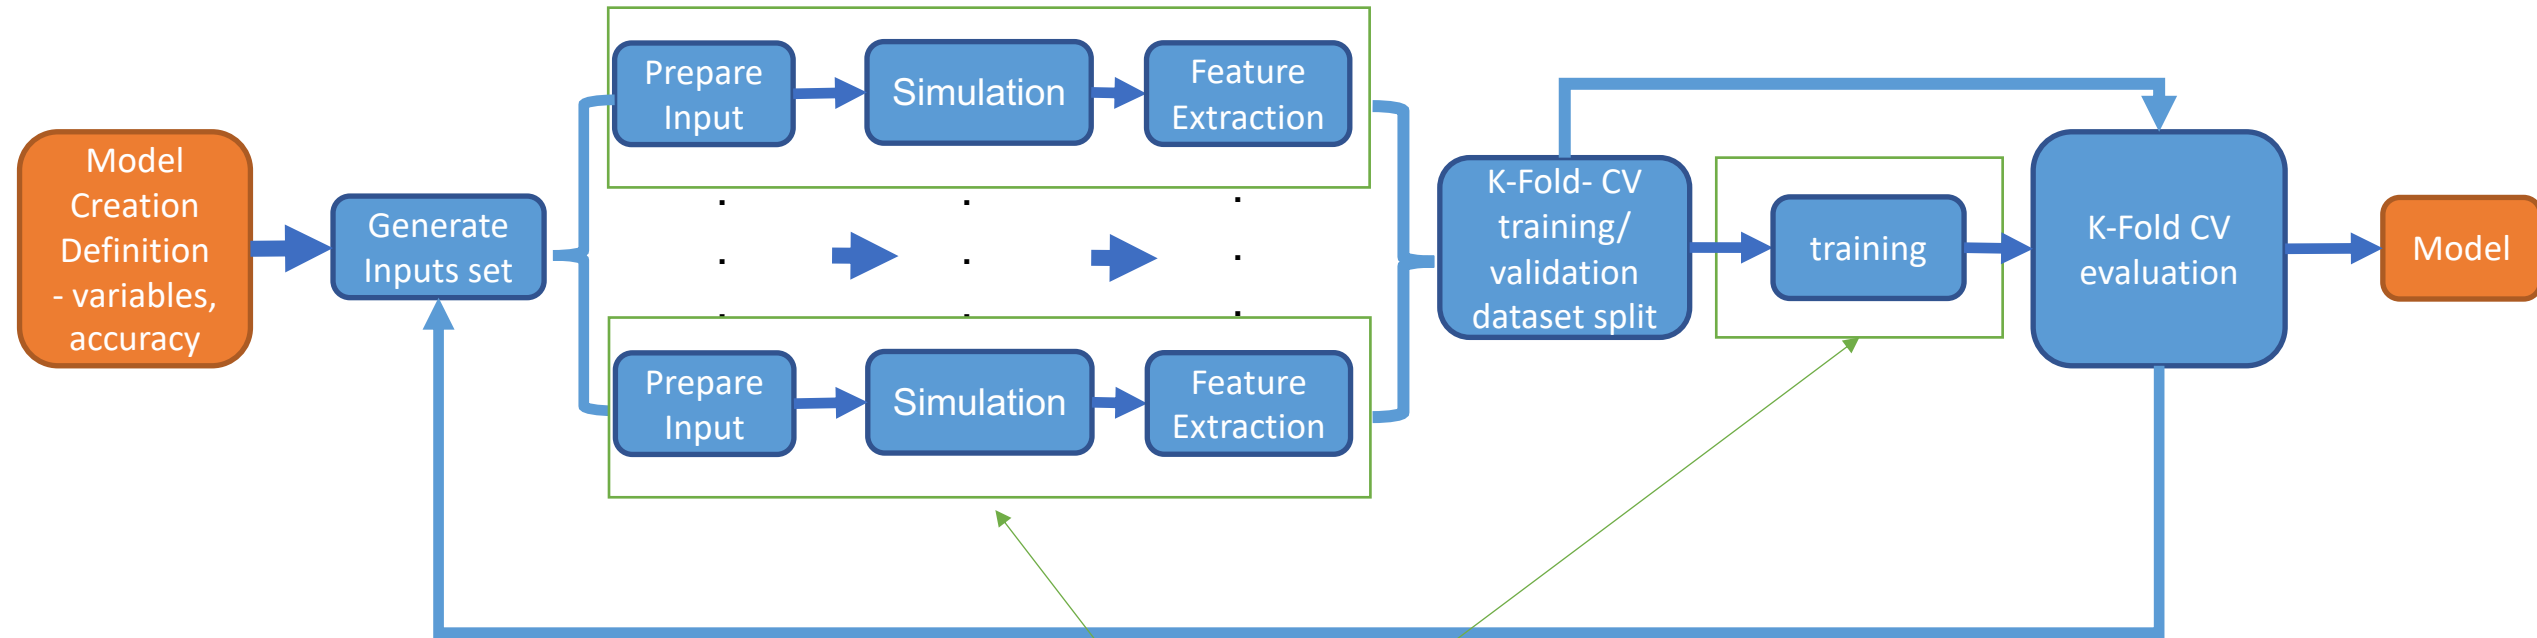 Model
Creation
Definition
- variables,
accuracy
Generate
Inputs set
Prepare
Input
Simulation
Feature
Extraction
Prepare
Input
Simulation
Feature
Extraction
K-Fold- CV
training/
validation
dataset split
training
K-Fold CV
evaluation
Model